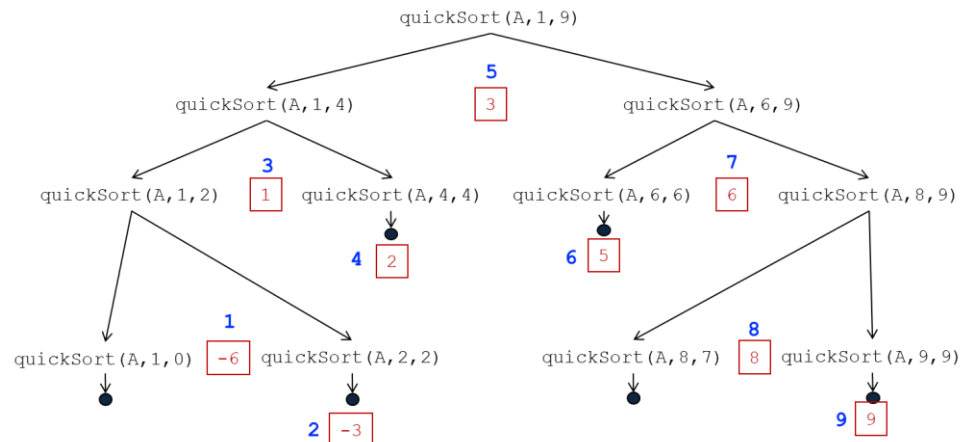 quickSort(A,1,9)
5
quickSort(A,1,4) 3 quickSort(A,6,9)
3 7
quickSort(A,1,2) 1 quickSort(A,4,4) quickSort(A,6,6) 6 quickSort(A,8,9)
4 2 6 5
1 8
quickSort(A,1,0) -6 quickSort(A,2,2) quickSort(A,8,7) 8 quickSort(A,9,9)
2 -3 9 9